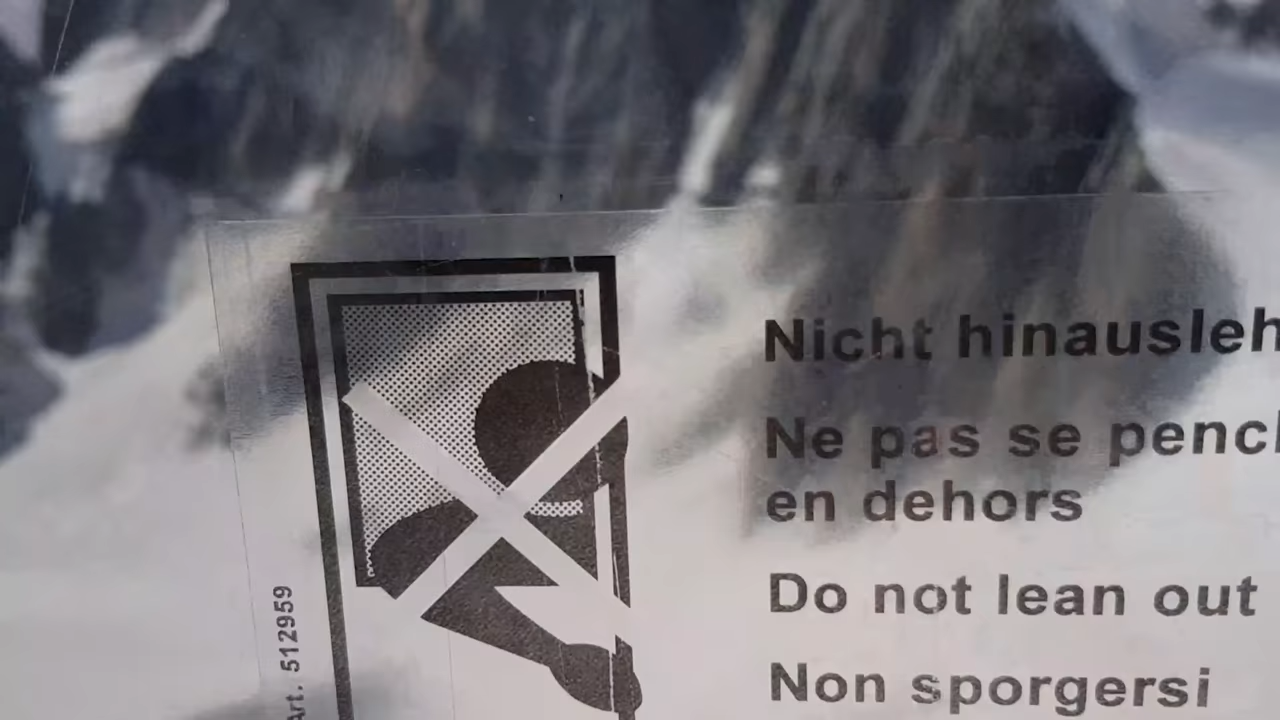 Nicht hinausleh
Ne pas se pencl
en dehors
Do not lean out
Non sporgersi
Art. 512959